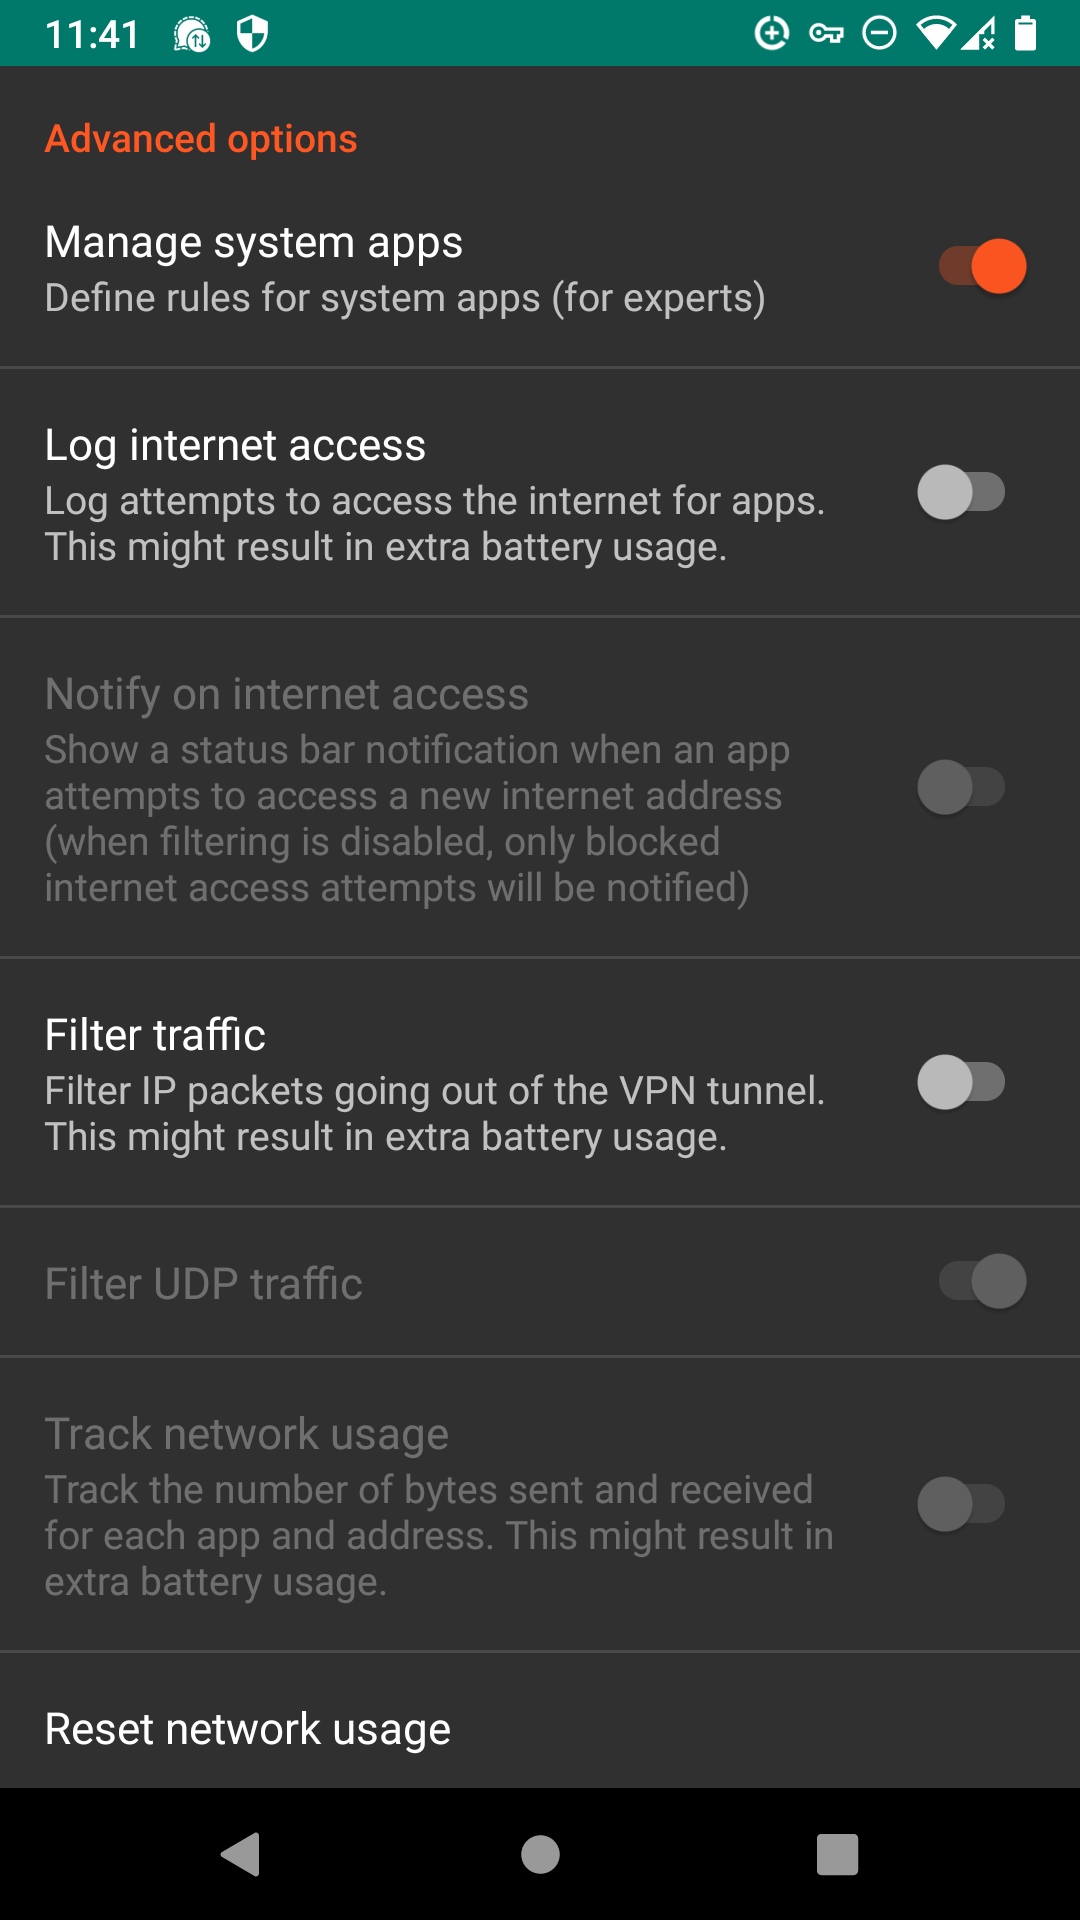 11:41
Advanced options
Manage system apps
Define rules for system apps (for experts)
Log internet access
Log attempts to access the internet for apps.
This might result in extra battery usage.
Notify on internet access
Show a status bar notification when an app
attempts to access a new internet address
(when filtering is disabled, only blocked
internet access attempts will be notified)
Filter traffic
Filter IP packets going out of the VPN tunnel.
This might result in extra battery usage.
Filter UDP traffic
Track network usage
Track the number of bytes sent and received
for each app and address. This might result in
extra battery usage.
Reset network usage